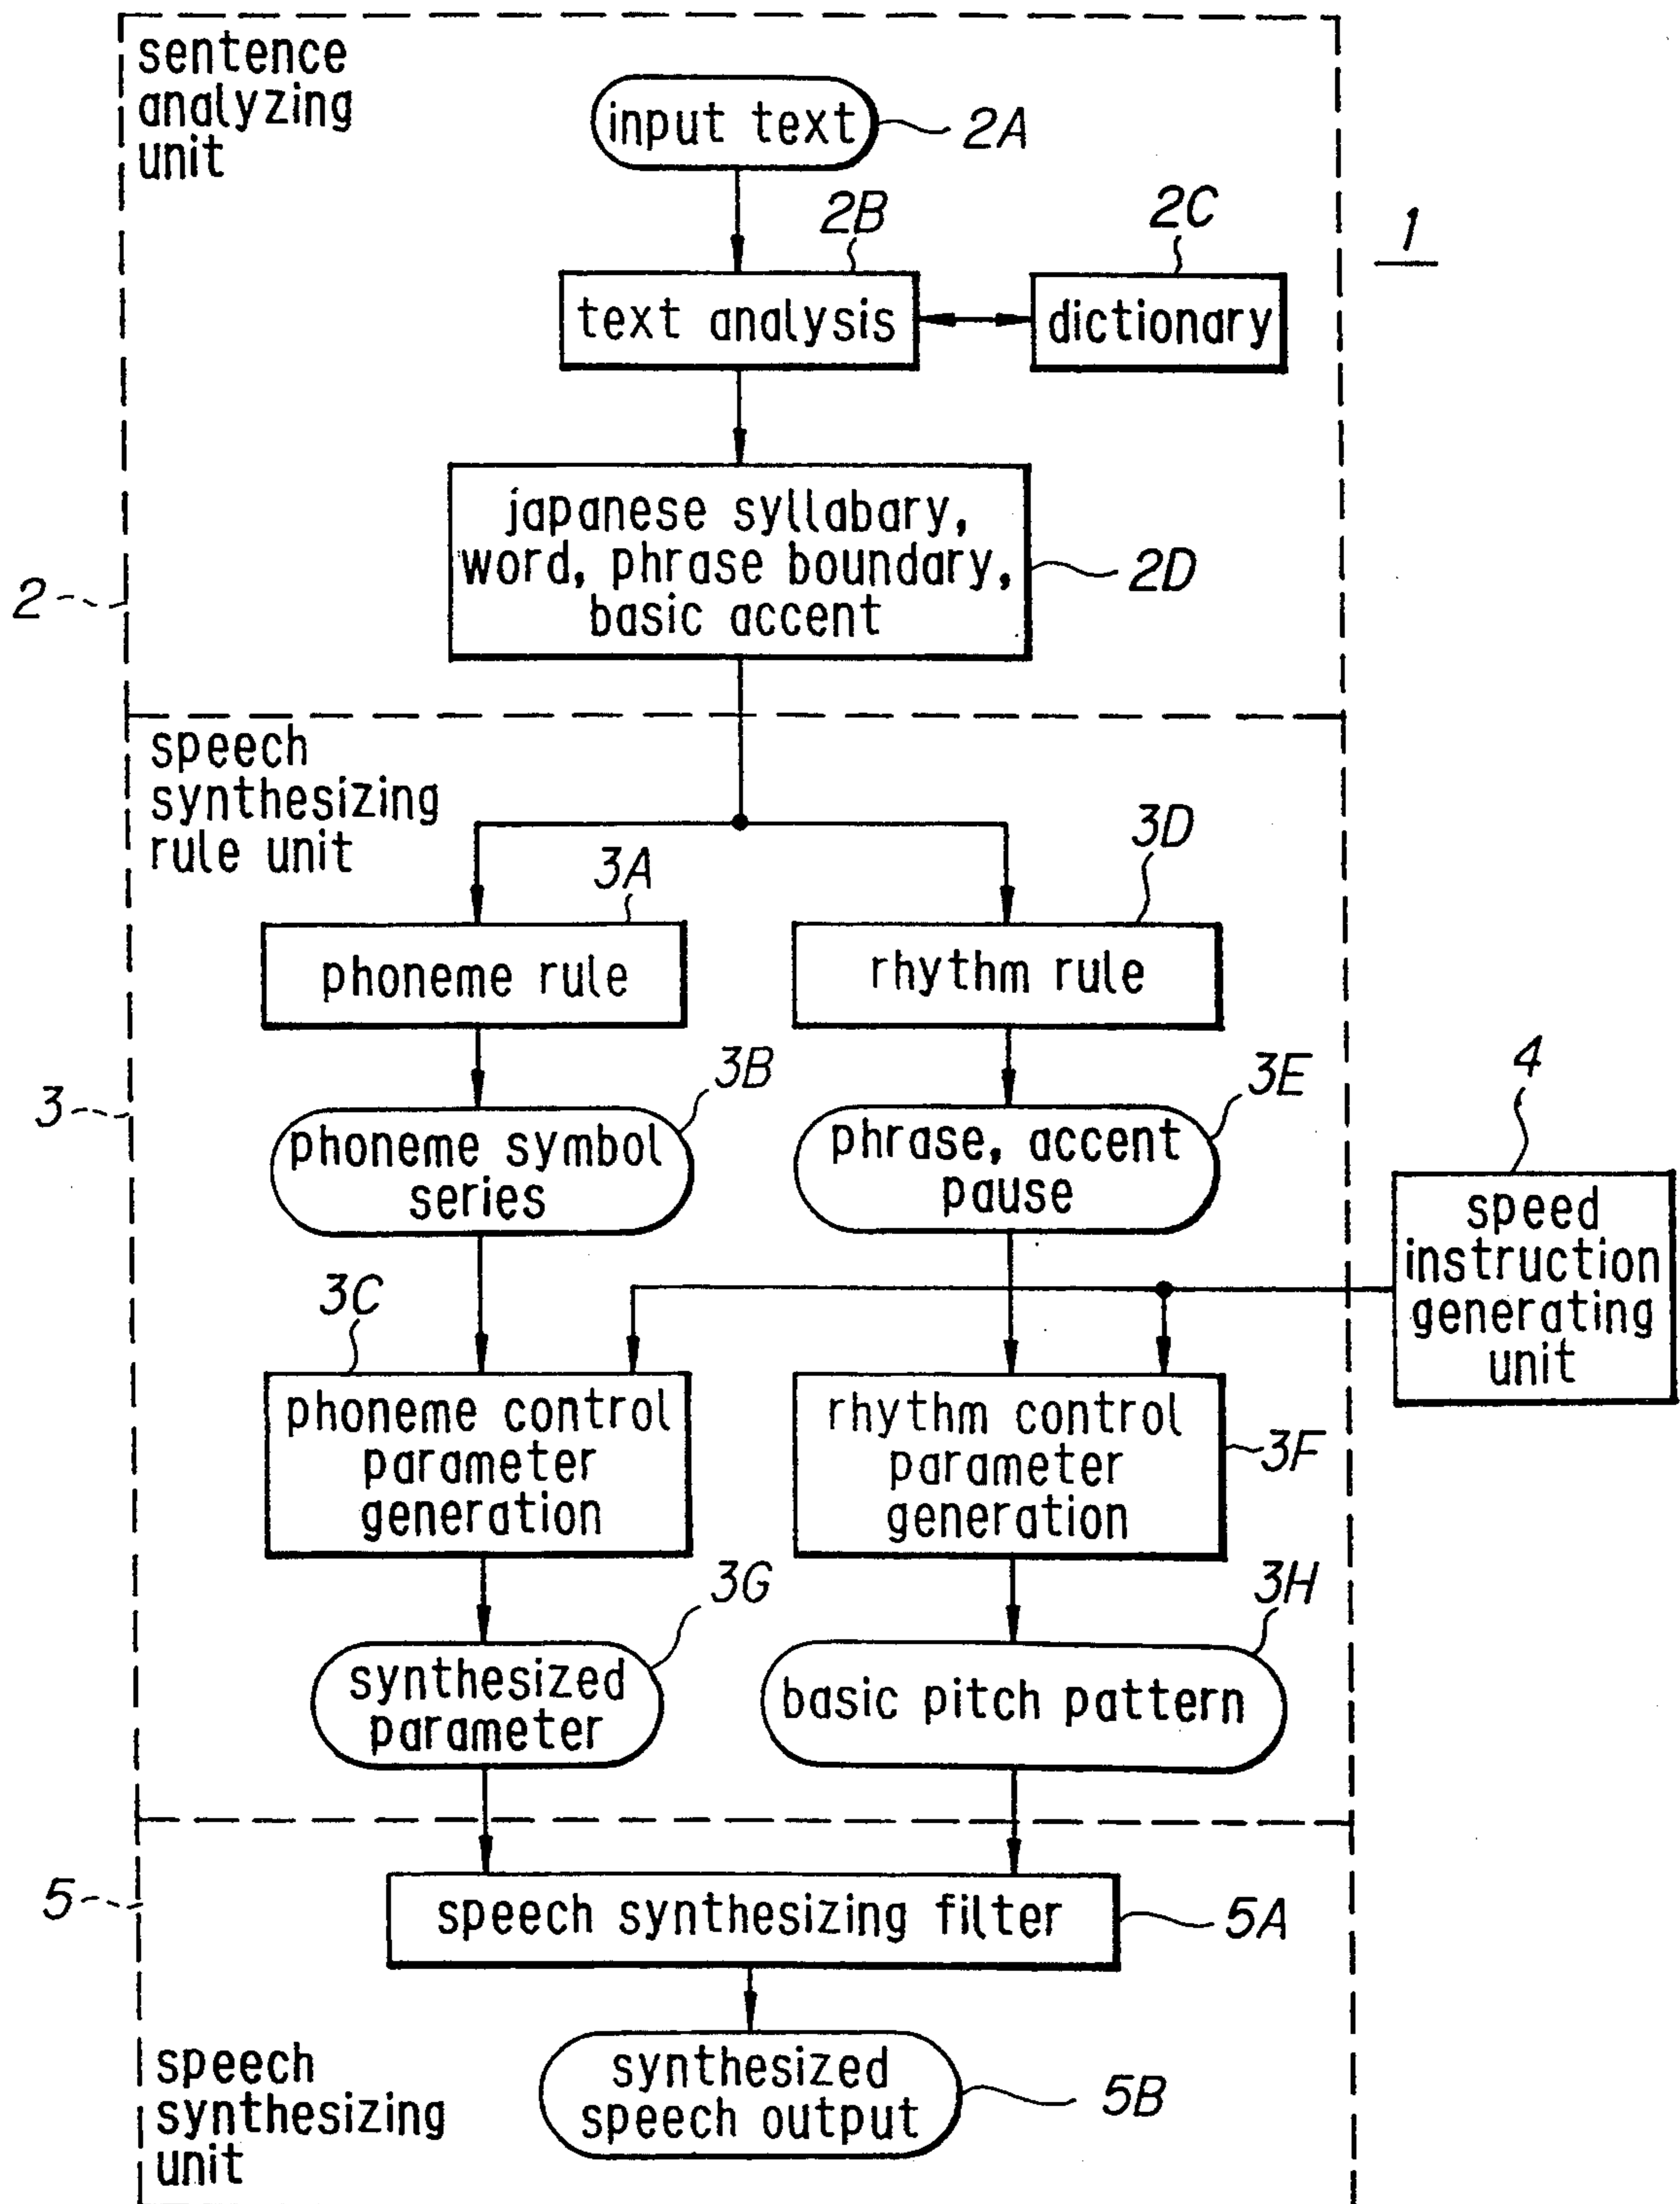 sentence
analyzing
unit
input text
2A
2B
2C
1
text analysis
dictionary
japanese syllabary,
word, phrase boundary,
basic accent
2D
2
speech
synthesizing
rule unit
3A
3D
phoneme rule
rhythm rule
3
3B
3E
4
phoneme symbol
series
phrase, accent
pause
speed
instruction
generating
unit
3C
phoneme control
parameter
generation
rhythm control
parameter
generation
3F
3G
3H
synthesized
parameter
basic pitch pattern
5
speech synthesizing filter
5A
speech
synthesizing
unit
synthesized
speech output
5B